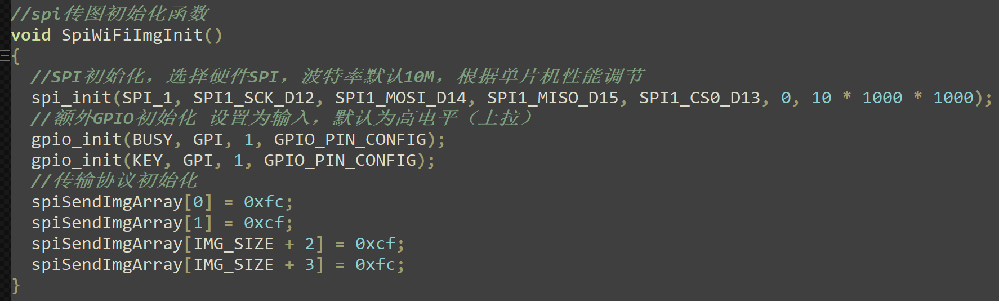 //spi传图初始化函数
void SpiWiFiImgInit()
{
  //SPI初始化，选择硬件SPI，波特率默认10M，根据单片机性能调节
  spi_init(SPI_1, SPI1_SCK_D12, SPI1_MOSI_D14, SPI1_MISO_D15, SPI1_CS0_D13, 0, 10 * 1000 * 1000);
  //额外GPIO初始化 设置为输入，默认为高电平（上拉）
  gpio_init(BUSY, GPI, 1, GPIO_PIN_CONFIG);
  gpio_init(KEY, GPI, 1, GPIO_PIN_CONFIG);
  //传输协议初始化
  spiSendImgArray[0] = 0xfc;
  spiSendImgArray[1] = 0xcf;
  spiSendImgArray[IMG_SIZE + 2] = 0xcf;
  spiSendImgArray[IMG_SIZE + 3] = 0xfc;
}